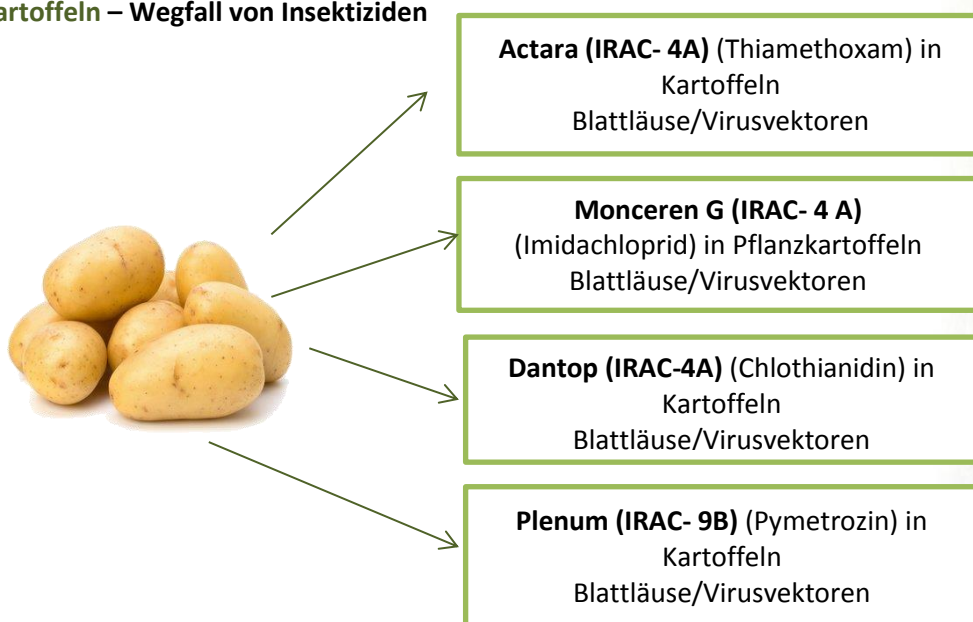 artoffeln – Wegfall von Insektiziden
Actara (IRAC- 4A) (Thiamethoxam) in
Kartoffeln
Blattläuse/Virusvektoren
Monceren G (IRAC- 4 A)
(Imidachloprid) in Pflanzkartoffeln
Blattläuse/Virusvektoren
Dantop (IRAC-4A) (Chlothianidin) in
Kartoffeln
Blattläuse/Virusvektoren
Plenum (IRAC- 9B) (Pymetrozin) in
Kartoffeln
Blattläuse/Virusvektoren